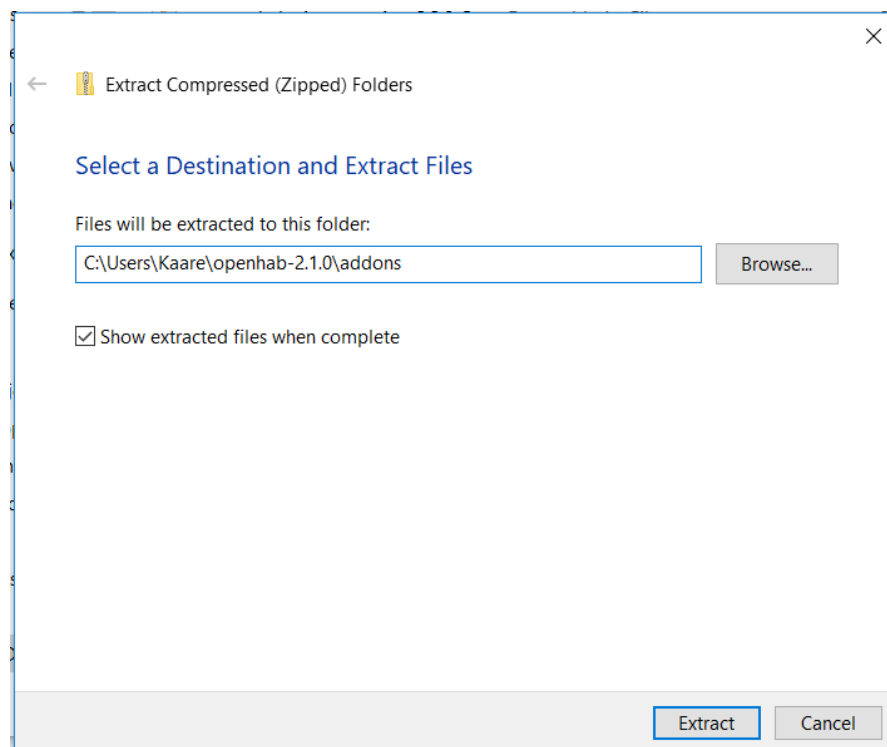 Extract Compressed (Zipped) Folders
Select a Destination and Extract Files
Files will be extracted to this folder:
C:\Users\Kaare\openhab-2.1.0\addons
Browse...
Show extracted files when complete
Extract
Cancel